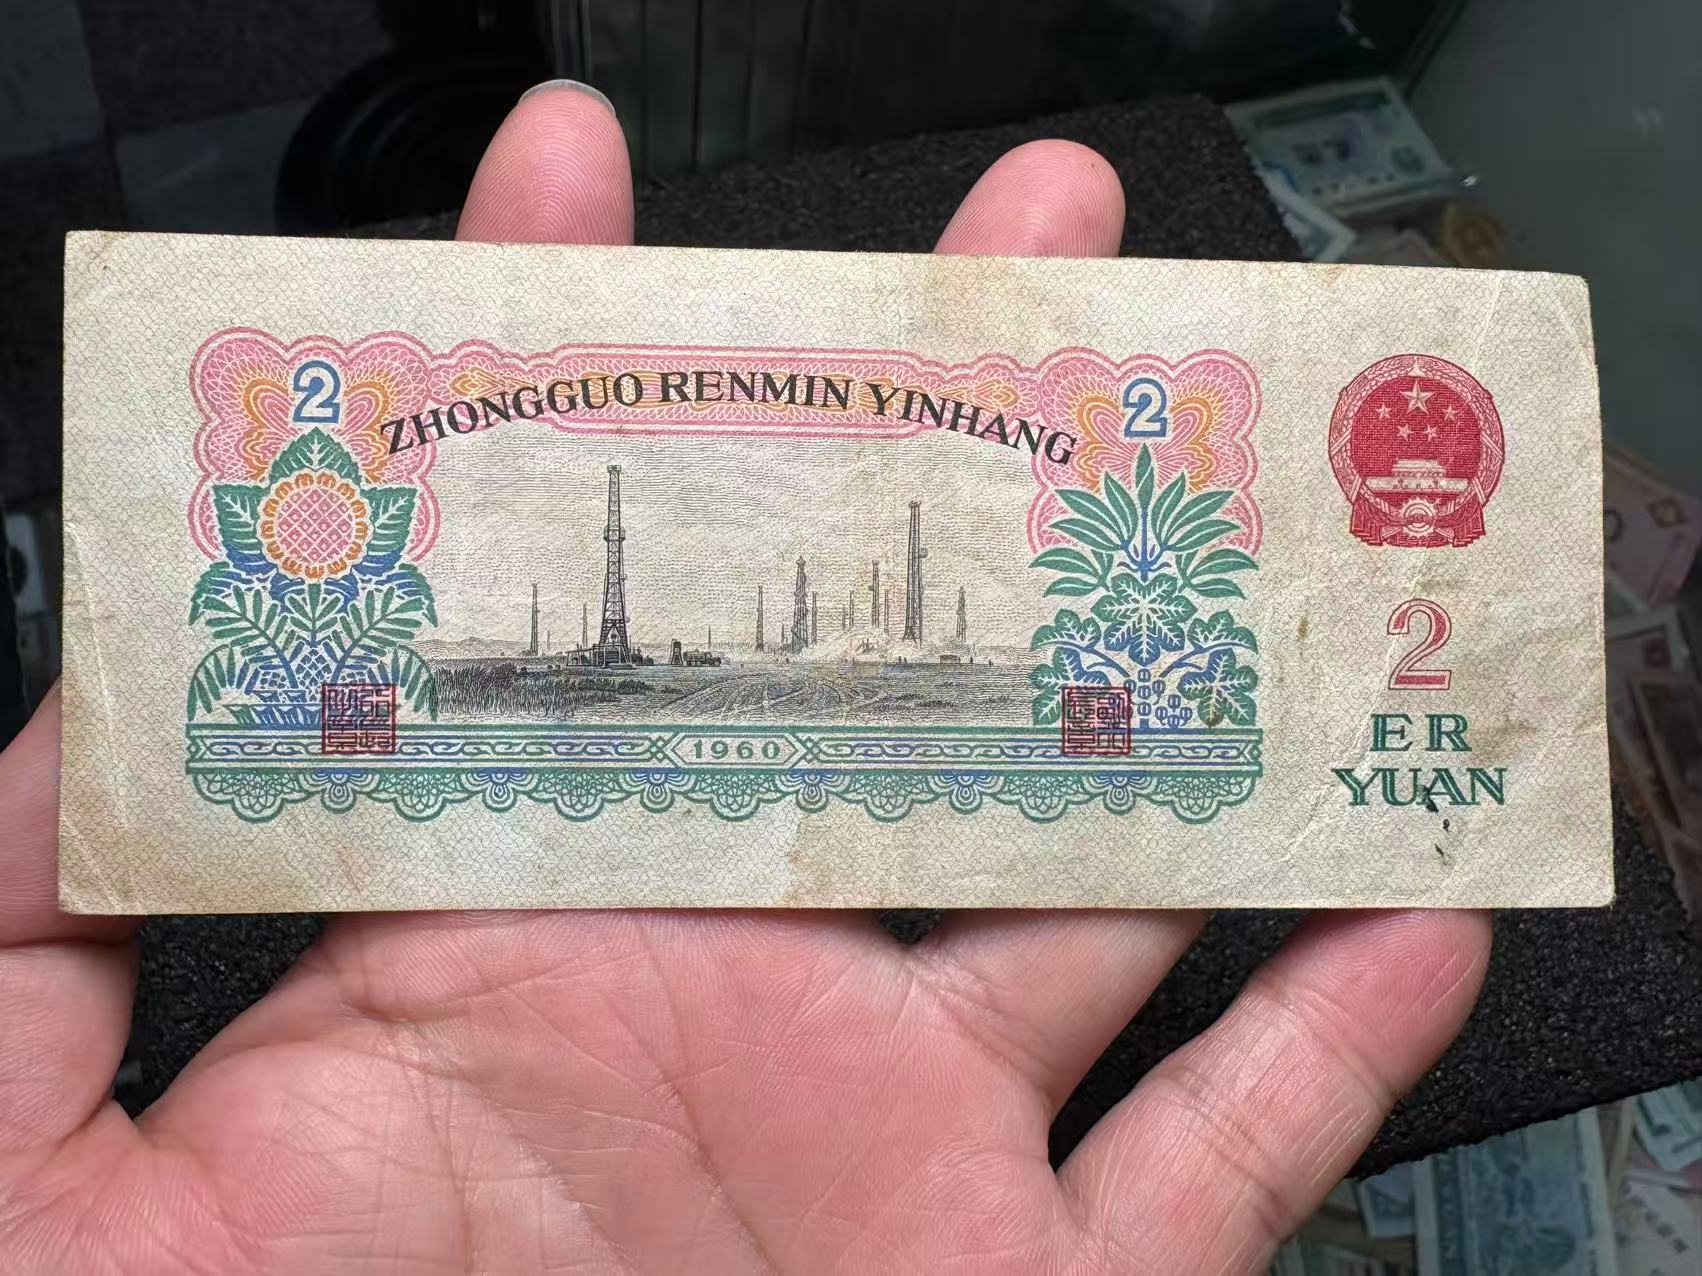 2
ZHONGGUO RENMIN YINHANG
2
1960
2
ER
YUAN